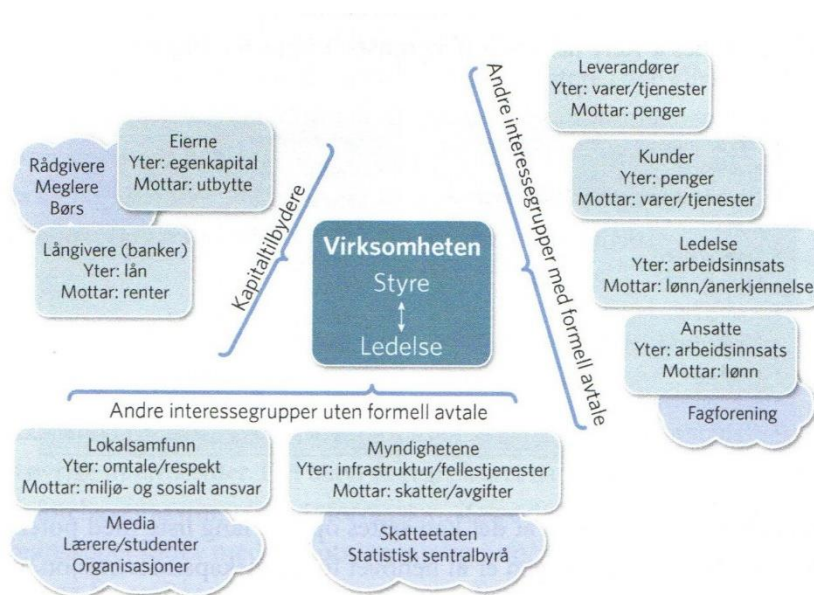 Rådgivere
Meglere
Børs
Eierne
Yter: egenkapital
Mottar: utbytte
Långivere (banker)
Yter: lån
Mottar: renter
Kapitaltilbydere
Virksomheten
Styre
Ledelse
Andre interessegrupper med formell avtale
Leverandører
Yter: varer/tjenester
Mottar: penger
Kunder
Yter: penger
Mottar: varer/tjenester
Ledelse
Yter: arbeidsinnsats
Mottar: lønn/anerkjennelse
Ansatte
Yter: arbeidsinnsats
Mottar: lønn
Fagforening
Andre interessegrupper uten formell avtale
Lokalsamfunn
Yter: omtale/respekt
Mottar: miljø- og sosialt ansvar
Media
Lærere/studenter
Organisasjoner
Myndighetene
Yter: infrastruktur/fellestjenester
Mottar: skatter/avgifter
Skatteetaten
Statistisk sentralbyrå